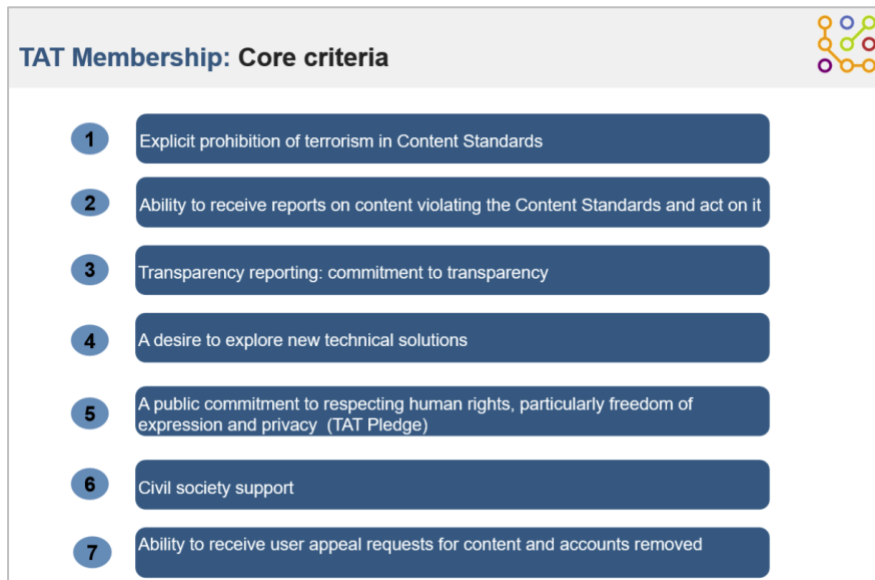 TAT Membership: Core criteria
1
Explicit prohibition of terrorism in Content Standards
2
Ability to receive reports on content violating the Content Standards and act on it
3
Transparency reporting: commitment to transparency
4
A desire to explore new technical solutions
5
A public commitment to respecting human rights, particularly freedom of
expression and privacy (TAT Pledge)
6
Civil society support
7
Ability to receive user appeal requests for content and accounts removed